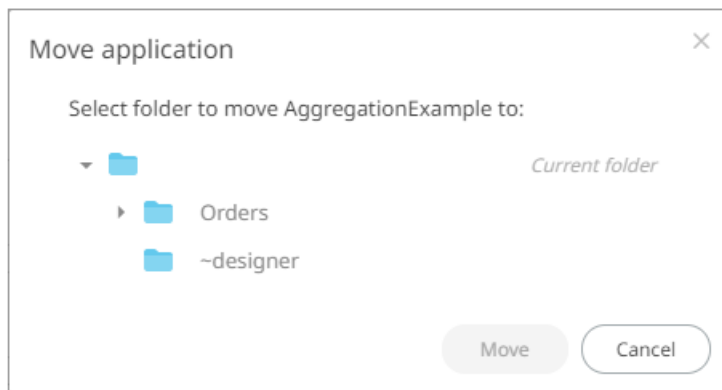 Move application
Select folder to move AggregationExample to:
Current folder
Orders
~designer
Move Cancel